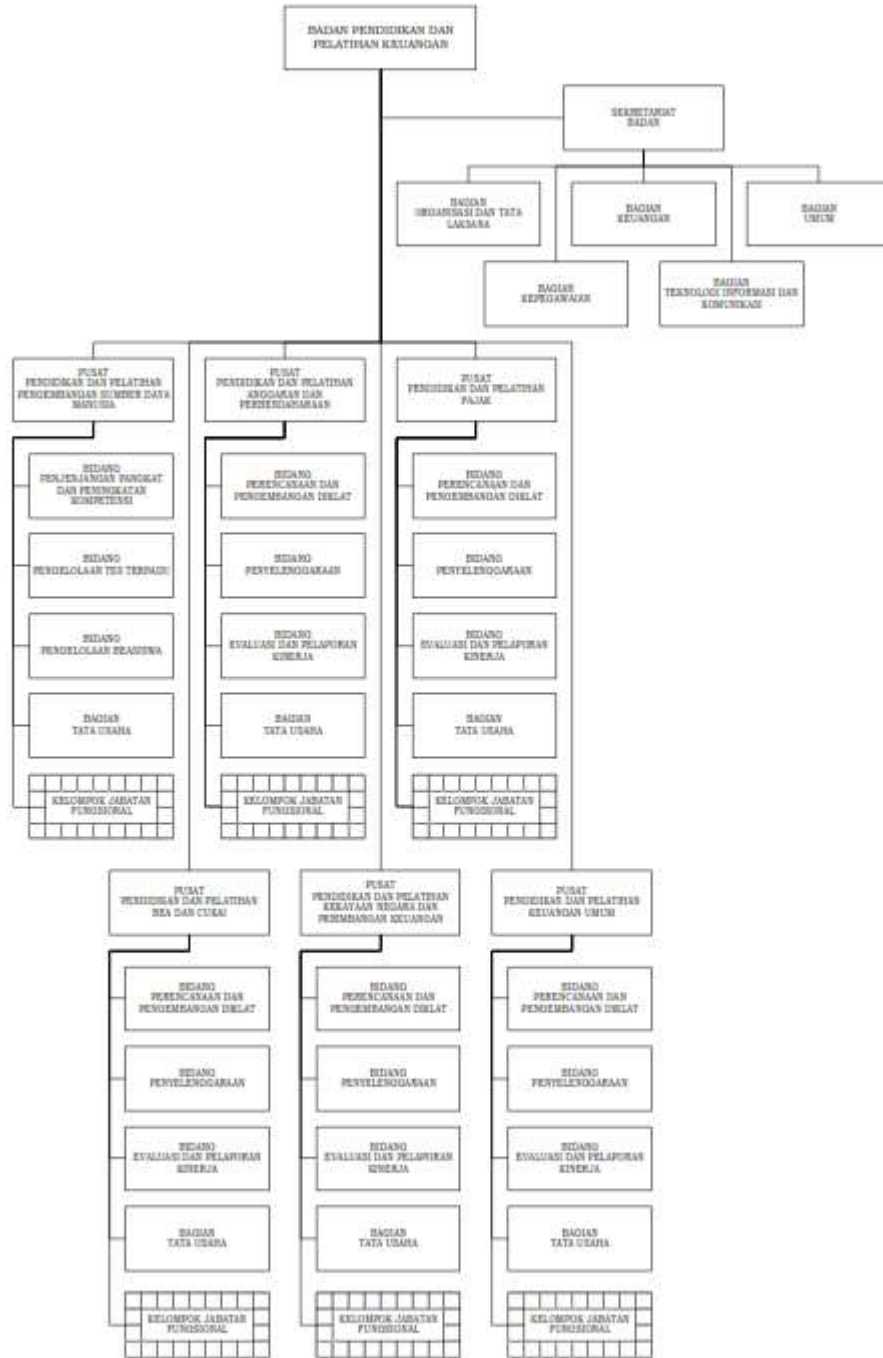 BADAN PENDIDIKAN DAN
PELATIHAN KEUANGAN
SEKRETARIAT
BADAN
BAGIAN
ORGANISASI DAN TATA
LAKSANA
BAGIAN
KEUANGAN
BAGIAN
UMUM
BAGIAN
KEPEGAWAIAN
BAGIAN
TEKNOLOGI INFORMASI DAN
KOMUNIKASI
PUSAT
PENDIDIKAN DAN PELATIHAN
PENGEMBANGAN SUMBER DAYA
MANUSIA
PUSAT
PENDIDIKAN DAN PELATIHAN
ANGGARAN DAN
PERBENDAHARAAN
PUSAT
PENDIDIKAN DAN PELATIHAN
PAJAK
BIDANG
PENJENJANGAN PANGKAT
DAN PENINGKATAN
KOMPETENSI
BIDANG
PERENCANAAN DAN
PENGEMBANGAN DIKLAT
BIDANG
PERENCANAAN DAN
PENGEMBANGAN DIKLAT
BIDANG
PENGELOLAAN TES TERPADU
BIDANG
PENYELENGGARAAN
BIDANG
PENYELENGGARAAN
BIDANG
PENGELOLAAN BEASISWA
BIDANG
EVALUASI DAN PELAPORAN
KINERJA
BIDANG
EVALUASI DAN PELAPORAN
KINERJA
BAGIAN
TATA USAHA
BAGIAN
TATA USAHA
BAGIAN
TATA USAHA
KELOMPOK JABATAN
FUNGSIONAL
KELOMPOK JABATAN
FUNGSIONAL
KELOMPOK JABATAN
FUNGSIONAL
PUSAT
PENDIDIKAN DAN PELATIHAN
BEA DAN CUKAI
PUSAT
PENDIDIKAN DAN PELATIHAN
KEKAYAAN NEGARA DAN
PERIMBANGAN KEUANGAN
PUSAT
PENDIDIKAN DAN PELATIHAN
KEUANGAN UMUM
BIDANG
PERENCANAAN DAN
PENGEMBANGAN DIKLAT
BIDANG
PERENCANAAN DAN
PENGEMBANGAN DIKLAT
BIDANG
PERENCANAAN DAN
PENGEMBANGAN DIKLAT
BIDANG
PENYELENGGARAAN
BIDANG
PENYELENGGARAAN
BIDANG
PENYELENGGARAAN
BIDANG
EVALUASI DAN PELAPORAN
KINERJA
BIDANG
EVALUASI DAN PELAPORAN
KINERJA
BIDANG
EVALUASI DAN PELAPORAN
KINERJA
BAGIAN
TATA USAHA
BAGIAN
TATA USAHA
BAGIAN
TATA USAHA
KELOMPOK JABATAN
FUNGSIONAL
KELOMPOK JABATAN
FUNGSIONAL
KELOMPOK JABATAN
FUNGSIONAL